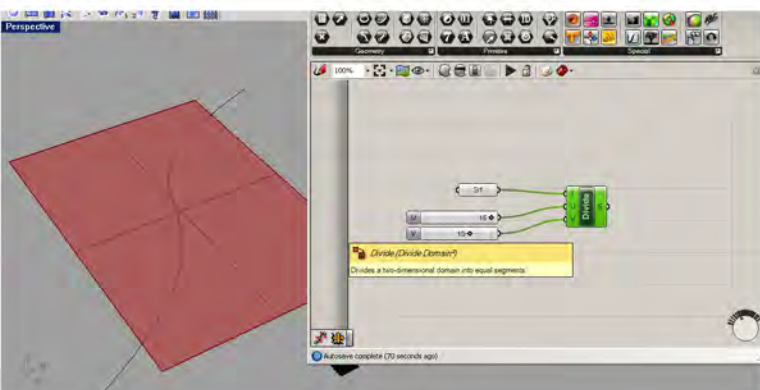 Perspective
Geometry
Primitive
Special
100%
Srf
U 15
V 10
I
U
V
Divide
S
Divide (Divide Domain²)
Divides a two-dimensional domain into equal segments
Autosave complete (70 seconds ago)